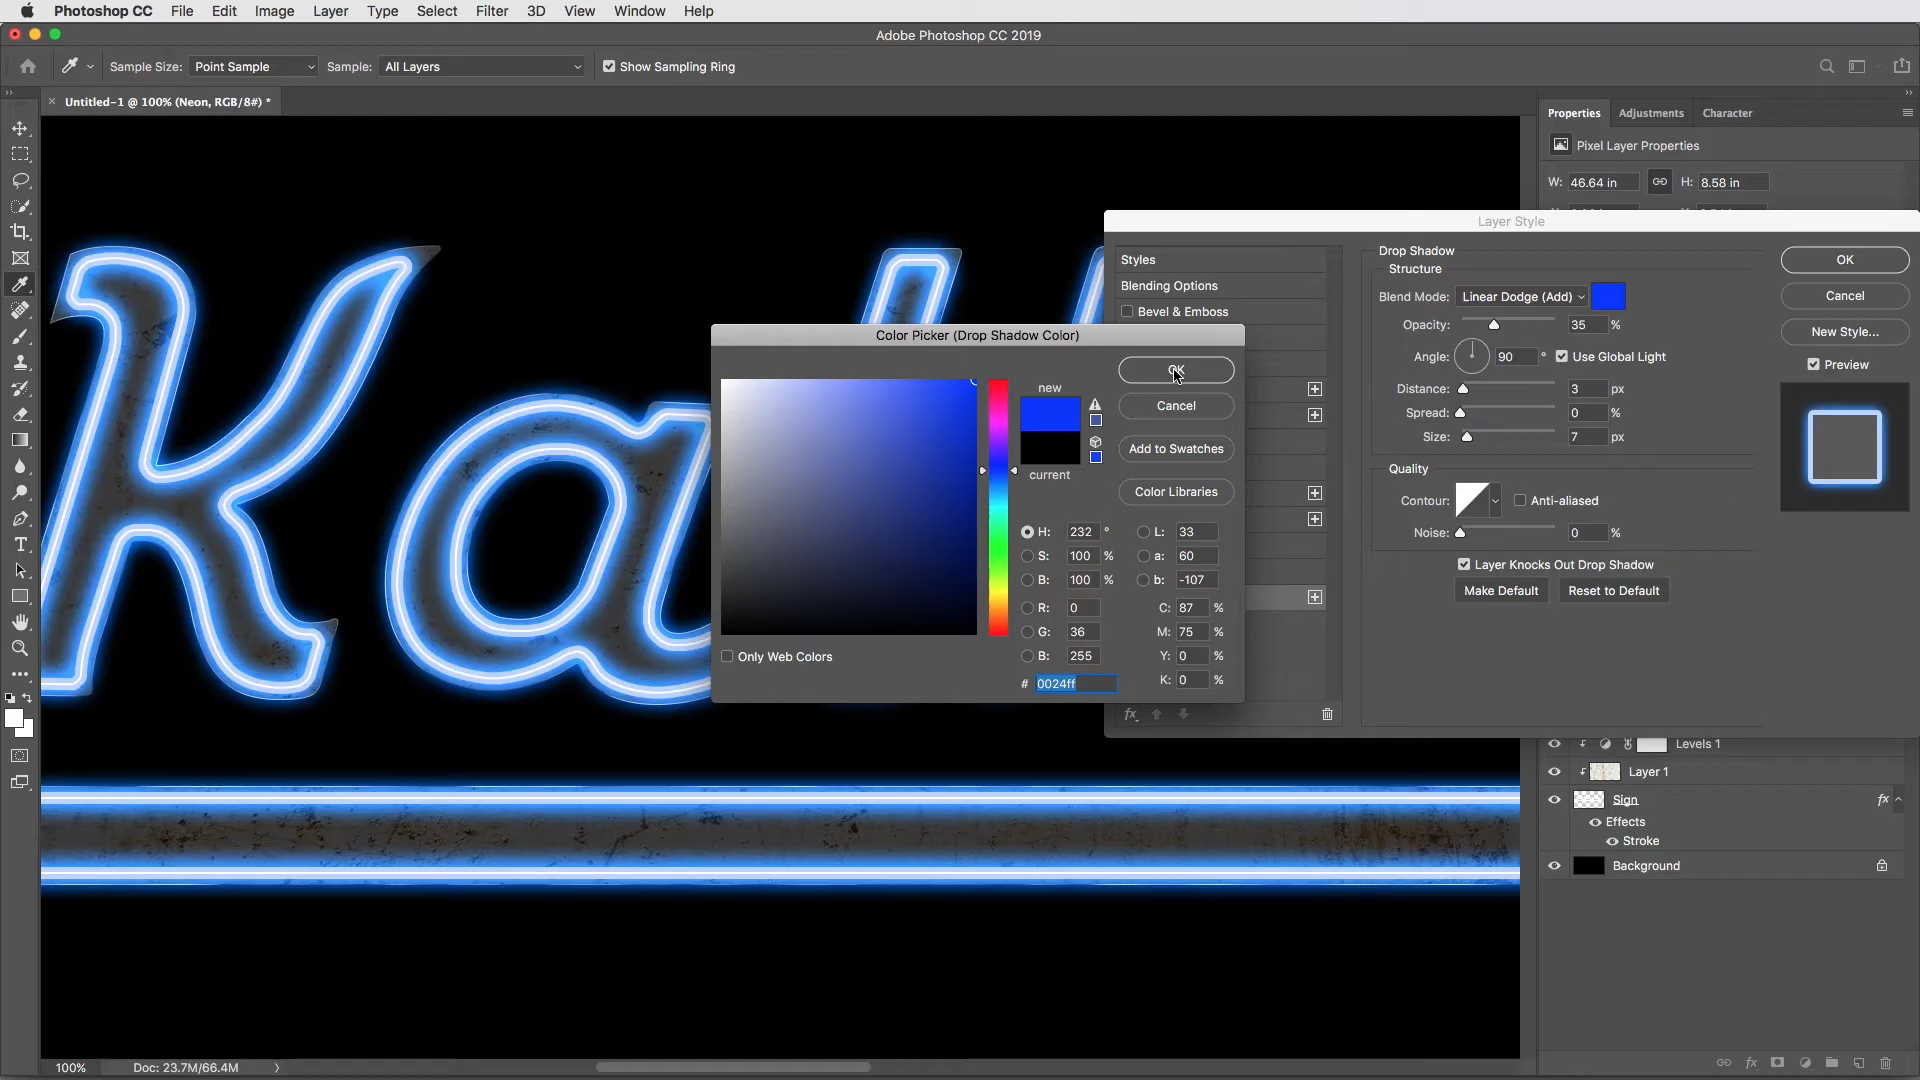 Photoshop CC File Edit Image Layer Type Select Filter 3D View Window Help
Adobe Photoshop CC 2019
Sample Size: Point Sample Sample: All Layers Show Sampling Ring
Untitled-1 @ 100% (Neon, RGB/8#) *
Properties Adjustments Character
Pixel Layer Properties
W: 46.64 in H: 8.58 in
Layer Style
Styles
Blending Options
Bevel & Emboss
Drop Shadow
Structure
Blend Mode: Linear Dodge (Add)
Opacity: 35 %
Angle: 90 ° Use Global Light
Distance: 3 px
Spread: 0 %
Size: 7 px
Quality
Contour: Anti-aliased
Noise: 0 %
Layer Knocks Out Drop Shadow
Make Default Reset to Default
OK
Cancel
New Style...
Preview
Color Picker (Drop Shadow Color)
new
current
OK
Cancel
Add to Swatches
Color Libraries
H: 232 ° L: 33
S: 100 % a: 60
B: 100 % b: -107
R: 0 C: 87 %
G: 36 M: 75 %
B: 255 Y: 0 %
# 0024ff K: 0 %
Only Web Colors
Ka
fx
Levels 1
Layer 1
Sign fx
Effects
Stroke
Background
100% Doc: 23.7M/66.4M
fx